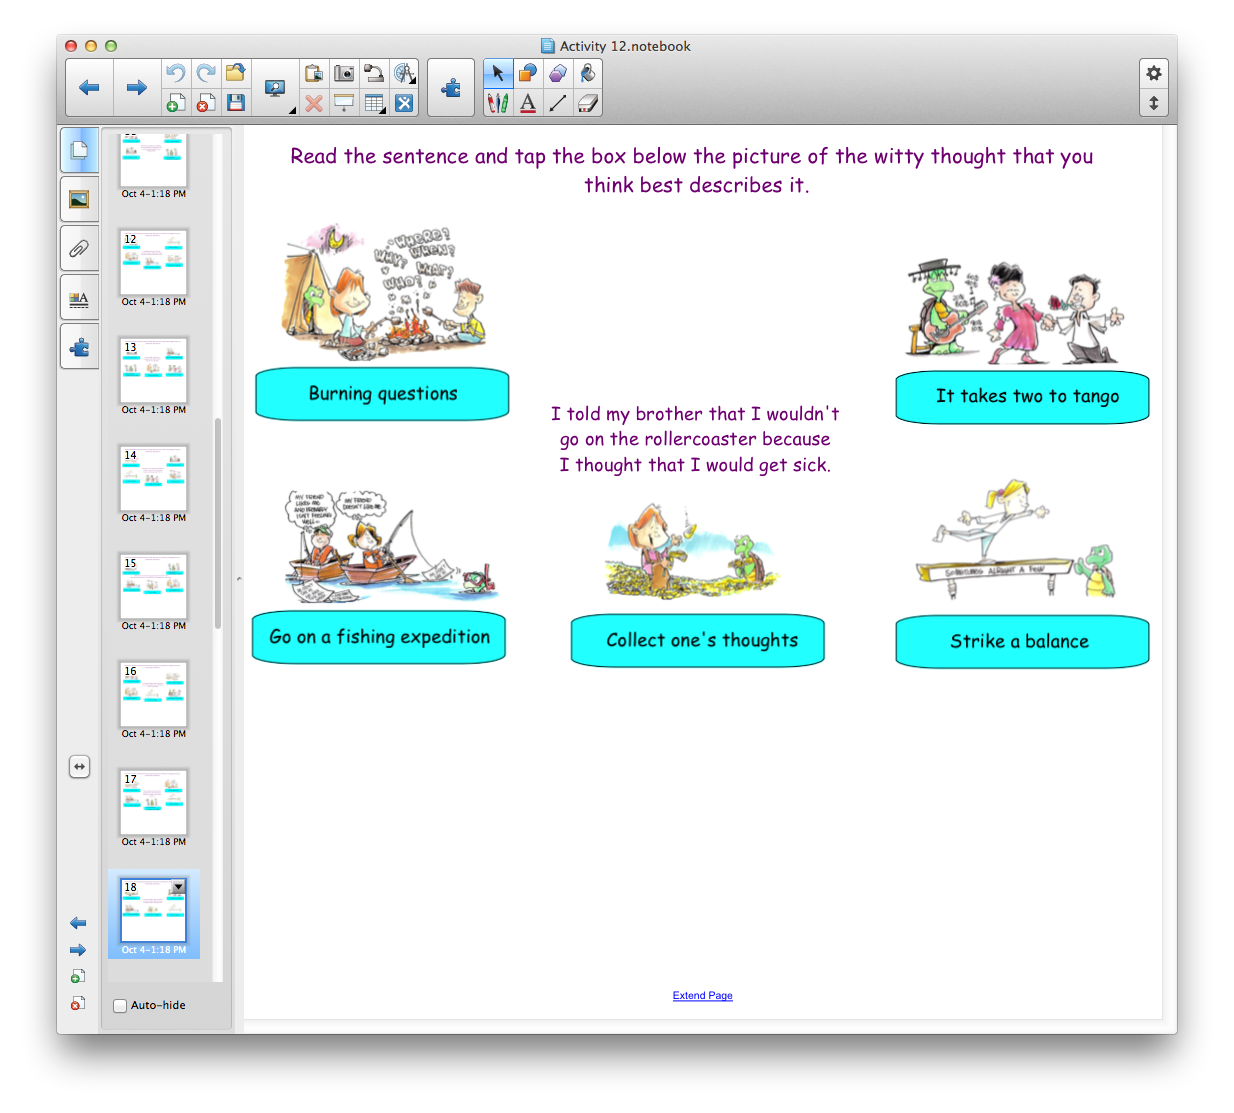 Activity 12.notebook
Oct 4-1:18 PM
12
Oct 4-1:18 PM
13
Oct 4-1:18 PM
14
Oct 4-1:18 PM
15
Oct 4-1:18 PM
16
Oct 4-1:18 PM
17
Oct 4-1:18 PM
18
Oct 4-1:18 PM
Auto-hide
Read the sentence and tap the box below the picture of the witty thought that you
think best describes it.
WHERE?
WHY? WHEN?
WHAT?
WHO?
Burning questions
It takes two to tango
I told my brother that I wouldn't
go on the rollercoaster because
I thought that I would get sick.
MY FRIEND
LIKES ME
AND PROBABLY
ISN'T FEELING
WELL
MY FRIEND
DOESN'T LIKE ME
SOMETIMES ALRIGHT A FEW
Go on a fishing expedition
Collect one's thoughts
Strike a balance
Extend Page